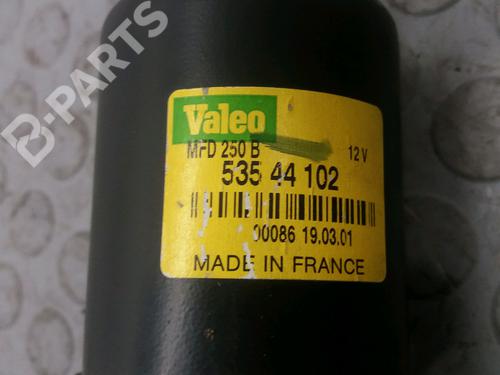 B-PARTS
Valeo
MFD 250 B 12 V
535 44 102
00086 19.03.01
MADE IN FRANCE